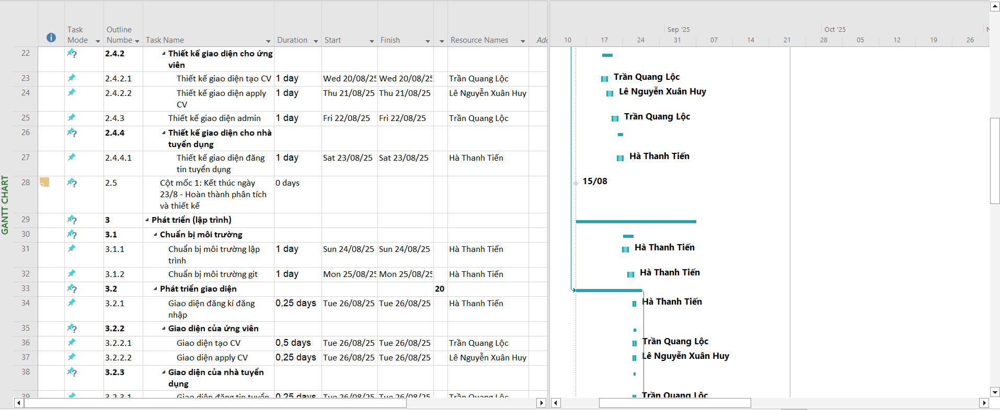 Task Mode
Outline Numbe
Task Name
Duration
Start
Finish
Resource Names
Sep '25
Oct '25
10 17 24 31 07 14 21 28 05 12 19 26
GANTT CHART
22 2.4.2 Thiết kế giao diện cho ứng
viên
23 2.4.2.1 Thiết kế giao diện tạo CV 1 day Wed 20/08/25 Wed 20/08/25 Trần Quang Lộc Trần Quang Lộc
24 2.4.2.2 Thiết kế giao diện apply 1 day Thu 21/08/25 Thu 21/08/25 Lê Nguyễn Xuân Huy Lê Nguyễn Xuân Huy
CV
25 2.4.3 Thiết kế giao diện admin 1 day Fri 22/08/25 Fri 22/08/25 Trần Quang Lộc Trần Quang Lộc
26 2.4.4 Thiết kế giao diện cho nhà
tuyển dụng
27 2.4.4.1 Thiết kế giao diện đăng 1 day Sat 23/08/25 Sat 23/08/25 Hà Thanh Tiến Hà Thanh Tiến
tin tuyển dụng
28 2.5 Cột mốc 1: Kết thúc ngày 0 days 15/08
23/8 - Hoàn thành phân tích
và thiết kế
29 3 Phát triển (lập trình)
30 3.1 Chuẩn bị môi trường
31 3.1.1 Chuẩn bị môi trường lập 1 day Sun 24/08/25 Sun 24/08/25 Hà Thanh Tiến Hà Thanh Tiến
trình
32 3.1.2 Chuẩn bị môi trường git 1 day Mon 25/08/25 Mon 25/08/25 Hà Thanh Tiến Hà Thanh Tiến
33 3.2 Phát triển giao diện 20
34 3.2.1 Giao diện đăng kí đăng 0,25 days Tue 26/08/25 Tue 26/08/25 Hà Thanh Tiến Hà Thanh Tiến
nhập
35 3.2.2 Giao diện của ứng viên
36 3.2.2.1 Giao diện tạo CV 0,5 days Tue 26/08/25 Tue 26/08/25 Trần Quang Lộc Trần Quang Lộc
37 3.2.2.2 Giao diện apply CV 0,25 days Tue 26/08/25 Tue 26/08/25 Lê Nguyễn Xuân Huy Lê Nguyễn Xuân Huy
38 3.2.3 Giao diện của nhà tuyển
dụng
39 3.2.3.1 Giao diện đăng tin tuyển 0,25 days Tue 26/08/25 Tue 26/08/25 Trần Quang Lộc Trần Quang Lộc